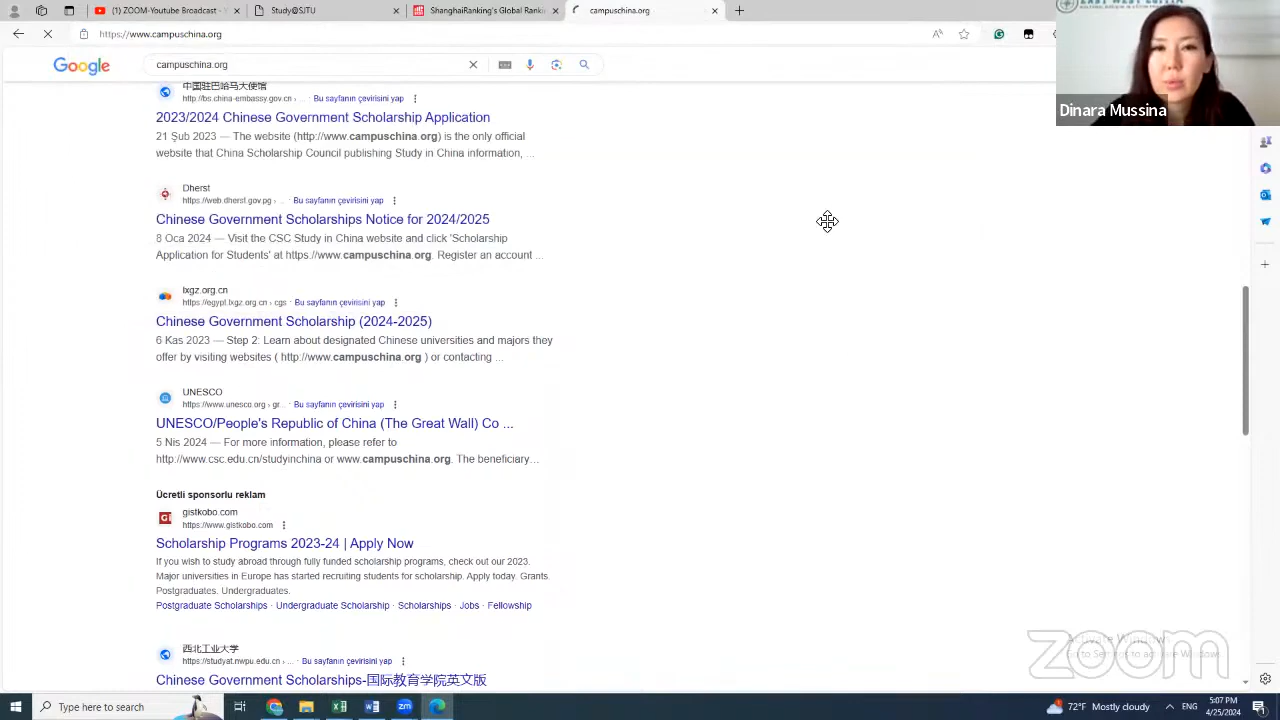 (1) ZOOM- Youtub
Study@SJTU
ShanghaiRanking's Global Rankin
campuschina.org
https://www.campuschina.org
Google
campuschina.org
Dinara Mussina
中国驻巴哈马大使馆
http://bs.china-embassy.gov.cn › ... · Bu sayfanın çevirisini yap
2023/2024 Chinese Government Scholarship Application
21 Şub 2023 — The website (http://www.campuschina.org) is the only official
website that China Scholarship Council publishing Study in China information, ...
Dherst
https://web.dherst.gov.pg › ... · Bu sayfanın çevirisini yap
Chinese Government Scholarships Notice for 2024/2025
8 Oca 2024 — Visit the CSC Study in China website and click 'Scholarship
Application for Students' at https://www.campuschina.org. Register an account ...
lxgz.org.cn
https://egypt.lxgz.org.cn › cgs · Bu sayfanın çevirisini yap
Chinese Government Scholarship (2024-2025)
6 Kas 2023 — Step 2: Learn about designated Chinese universities and majors they
offer by visiting websites ( http://www.campuschina.org ) or contacting ...
UNESCO
https://www.unesco.org › gr... · Bu sayfanın çevirisini yap
UNESCO/People's Republic of China (The Great Wall) Co ...
5 Nis 2024 — For more information, please refer to
http://www.csc.edu.cn/studyinchina or www.campuschina.org. The beneficiary...
Ücretli sponsorlu reklam
gistkobo.com
https://www.gistkobo.com
Scholarship Programs 2023-24 | Apply Now
If you wish to study abroad through fully funded scholarship programs, check out our 2023.
Major universities in Europe has started recruiting students for scholarship. Apply today. Grants.
Postgraduates. Undergraduates.
Postgraduate Scholarships · Undergraduate Scholarship · Scholarships · Jobs · Fellowship
西北工业大学
https://studyat.nwpu.edu.cn › ... · Bu sayfanın çevirisini yap
Chinese Government Scholarships-国际教育学院英文版
Activate Windows
Go to Settings to activate Windows.
zoom
Type here to search
72°F Mostly cloudy
ENG
5:07 PM
4/25/2024